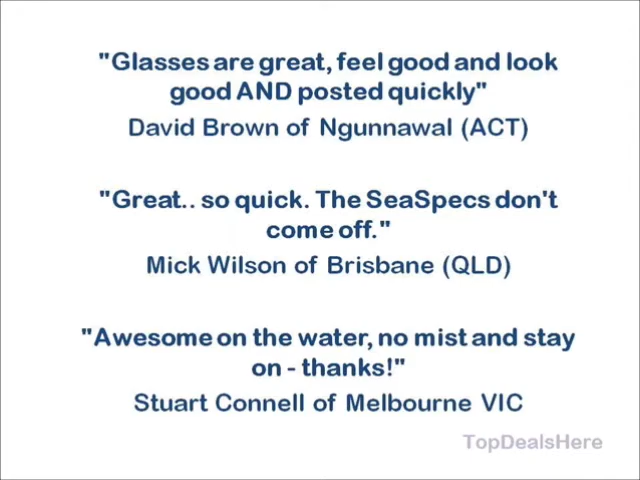 "Glasses are great, feel good and look
good AND posted quickly"
David Brown of Ngunnawal (ACT)
"Great.. so quick. The SeaSpecs don't
come off."
Mick Wilson of Brisbane (QLD)
"Awesome on the water, no mist and stay
on - thanks!"
Stuart Connell of Melbourne VIC
TopDealsHere